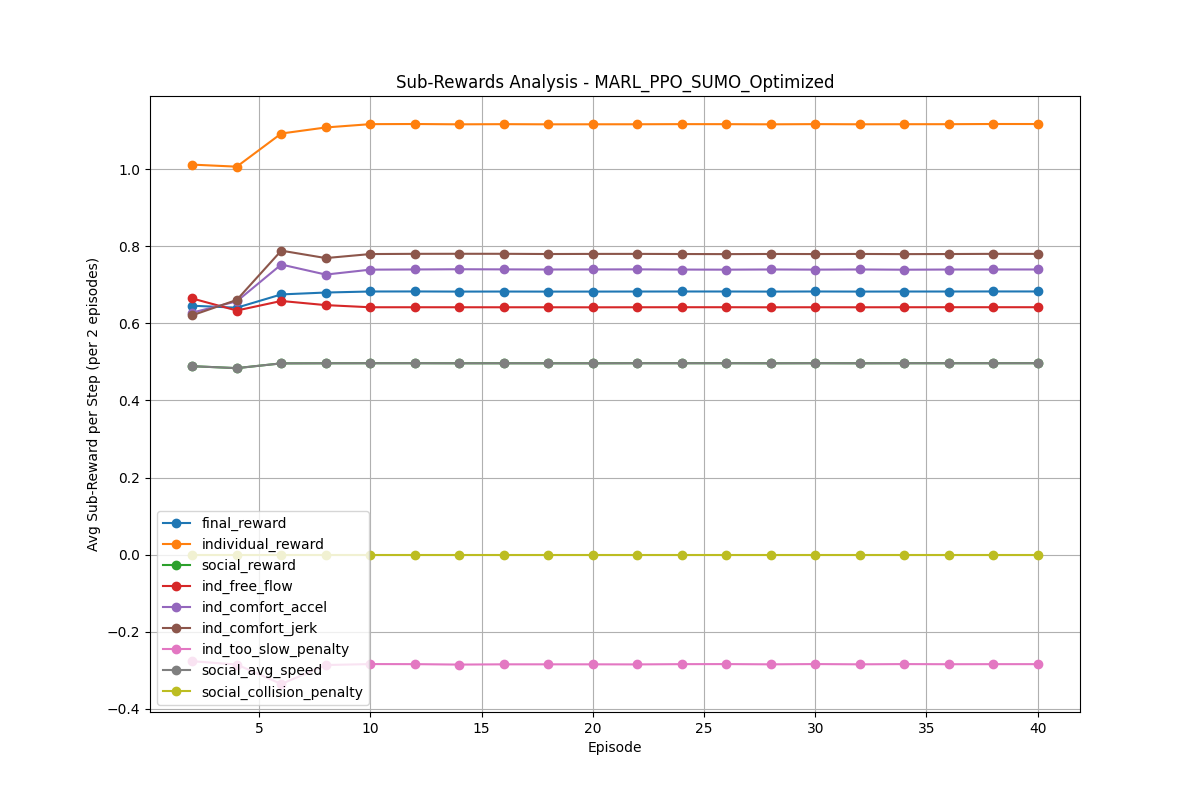 Sub-Rewards Analysis - MARL_PPO_SUMO_Optimized
Avg Sub-Reward per Step (per 2 episodes)
1.0
0.8
0.6
0.4
0.2
0.0
−0.2
−0.4
final_reward
individual_reward
social_reward
ind_free_flow
ind_comfort_accel
ind_comfort_jerk
ind_too_slow_penalty
social_avg_speed
social_collision_penalty
5 10 15 20 25 30 35 40
Episode